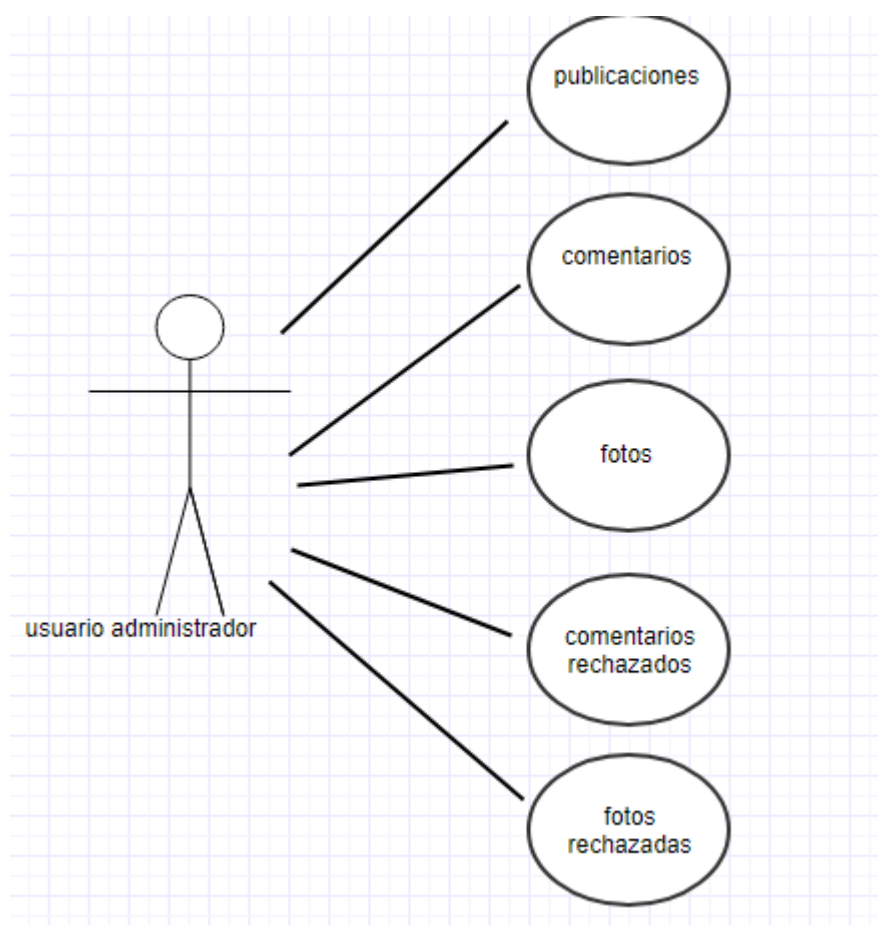 publicaciones
comentarios
fotos
usuario administrador
comentarios
rechazados
fotos
rechazadas